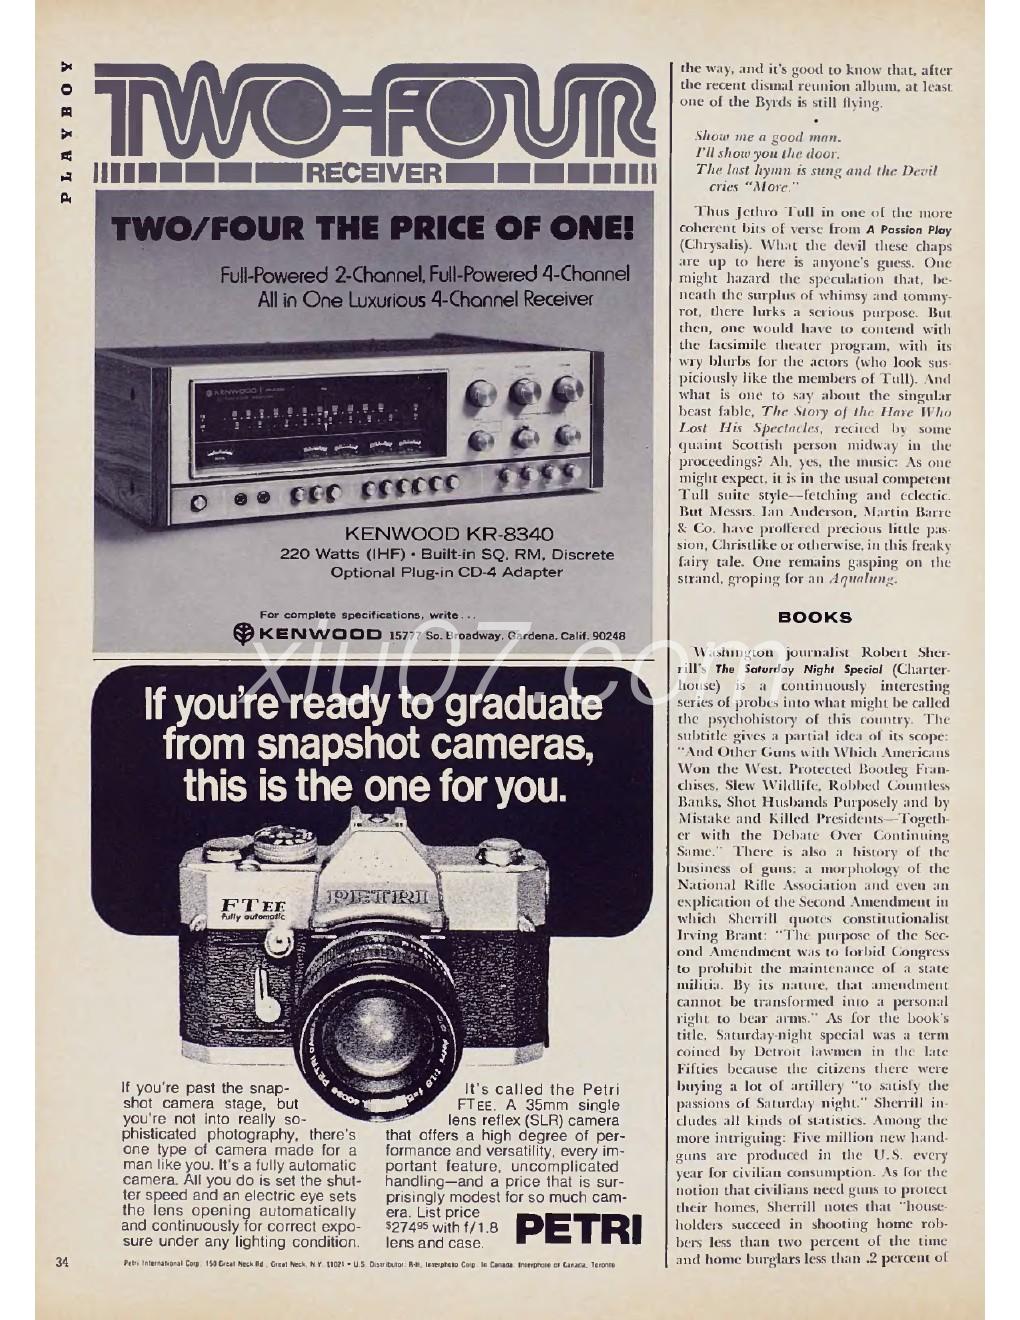 PLAYBOY
TWO-FOUR
RECEIVER
TWO/FOUR THE PRICE OF ONE!
Full-Powered 2-Channel, Full-Powered 4-Channel
All in One Luxurious 4-Channel Receiver
KENWOOD
KENWOOD KR-8340
220 Watts (IHF) • Built-in SQ, RM, Discrete
Optional Plug-in CD-4 Adapter
For complete specifications, write...
KENWOOD 15777 So. Broadway, Gardena, Calif. 90248
If you're ready to graduate
from snapshot cameras,
this is the one for you.
PETRI
FTEE
fully automatic
If you're past the snap-
shot camera stage, but
you're not into really so-
phisticated photography, there's
one type of camera made for a
man like you. It's a fully automatic
camera. All you do is set the shut-
ter speed and an electric eye sets
the lens opening automatically
and continuously for correct expo-
sure under any lighting condition.
It's called the Petri
FTEE. A 35mm single
lens reflex (SLR) camera
that offers a high degree of per-
formance and versatility, every im-
portant feature, uncomplicated
handling—and a price that is sur-
prisingly modest for so much cam-
era. List price
$274.95 with f/1.8
lens and case.
PETRI
34
Petri International Corp. 150 Great Neck Rd., Great Neck, N.Y. 11021 • U.S. Distributor: Interphoto Corp. In Canada: Interphoto of Canada, Toronto
the way, and it's good to know that, after
the recent dismal reunion album, at least
one of the Byrds is still flying.
•
Show me a good man.
I'll show you the door.
The last hymn is sung and the Devil
cries "More."
Thus Jethro Tull in one of the more
coherent bits of verse from A Passion Play
(Chrysalis). What the devil these chaps
are up to here is anyone's guess. One
might hazard the speculation that, be-
neath the surplus of whimsy and tommy-
rot, there lurks a serious purpose. But
then, one would have to contend with
the facsimile theater program, with its
wry blurbs for the actors (who look sus-
piciously like the members of Tull). And
what is one to say about the singular
beast fable, The Story of the Hare Who
Lost His Spectacles, recited by some
quaint Scottish person midway in the
proceedings? Ah, yes, the music: As one
might expect, it is in the usual competent
Tull suite style—fetching and eclectic.
But Messrs. Ian Anderson, Martin Barre
& Co. have proffered precious little pas-
sion, Christlike or otherwise, in this freaky
fairy tale. One remains gasping on the
strand, groping for an Aqualung.
BOOKS
Washington journalist Robert Sher-
rill's The Saturday Night Special (Charter-
house) is a continuously interesting
series of probes into what might be called
the psychohistory of this country. The
subtitle gives a partial idea of its scope:
"And Other Guns with Which Americans
Won the West, Protected Bootleg Fran-
chises, Slew Wildlife, Robbed Countless
Banks, Shot Husbands Purposely and by
Mistake and Killed Presidents—Togeth-
er with the Debate Over Continuing
Same." There is also a history of the
business of guns; a morphology of the
National Rifle Association and even an
explication of the Second Amendment in
which Sherrill quotes constitutionalist
Irving Brant: "The purpose of the Sec-
ond Amendment was to forbid Congress
to prohibit the maintenance of a state
militia. By its nature, that amendment
cannot be transformed into a personal
right to bear arms." As for the book's
title, Saturday-night special was a term
coined by Detroit lawmen in the late
Fifties because the citizens there were
buying a lot of artillery "to satisfy the
passions of Saturday night." Sherrill in-
cludes all kinds of statistics. Among the
more intriguing: Five million new hand-
guns are produced in the U.S. every
year for civilian consumption. As for the
notion that civilians need guns to protect
their homes, Sherrill notes that "house-
holders succeed in shooting home rob-
bers less than two percent of the time
and home burglars less than .2 percent of
xiu07.com